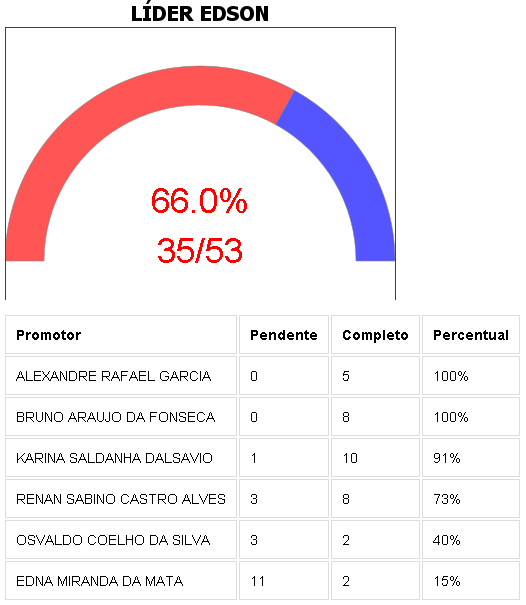 LÍDER EDSON
66.0%
35/53
Promotor Pendente Completo Percentual
ALEXANDRE RAFAEL GARCIA 0 5 100%
BRUNO ARAUJO DA FONSECA 0 8 100%
KARINA SALDANHA DALSAVIO 1 10 91%
RENAN SABINO CASTRO ALVES 3 8 73%
OSVALDO COELHO DA SILVA 3 2 40%
EDNA MIRANDA DA MATA 11 2 15%